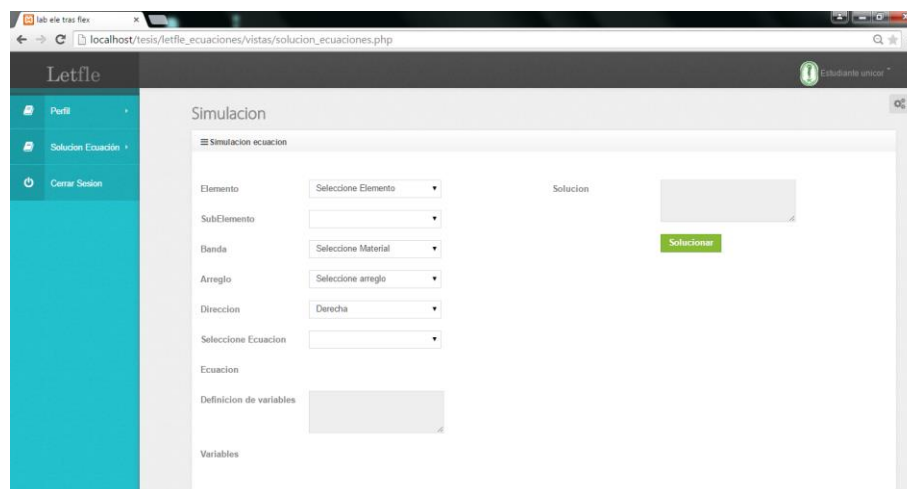 lab ele tras flex
localhost/tesis/letfle_ecuaciones/vistas/solucion_ecuaciones.php
Letfle
Estudiante unicor
Perfil
Solucion Ecuación
Cerrar Sesion
Simulacion
Simulacion ecuacion
Elemento
Seleccione Elemento
SubElemento
Banda
Seleccione Material
Arreglo
Seleccione arreglo
Direccion
Derecha
Seleccione Ecuacion
Ecuacion
Definicion de variables
Variables
Solucion
Solucionar